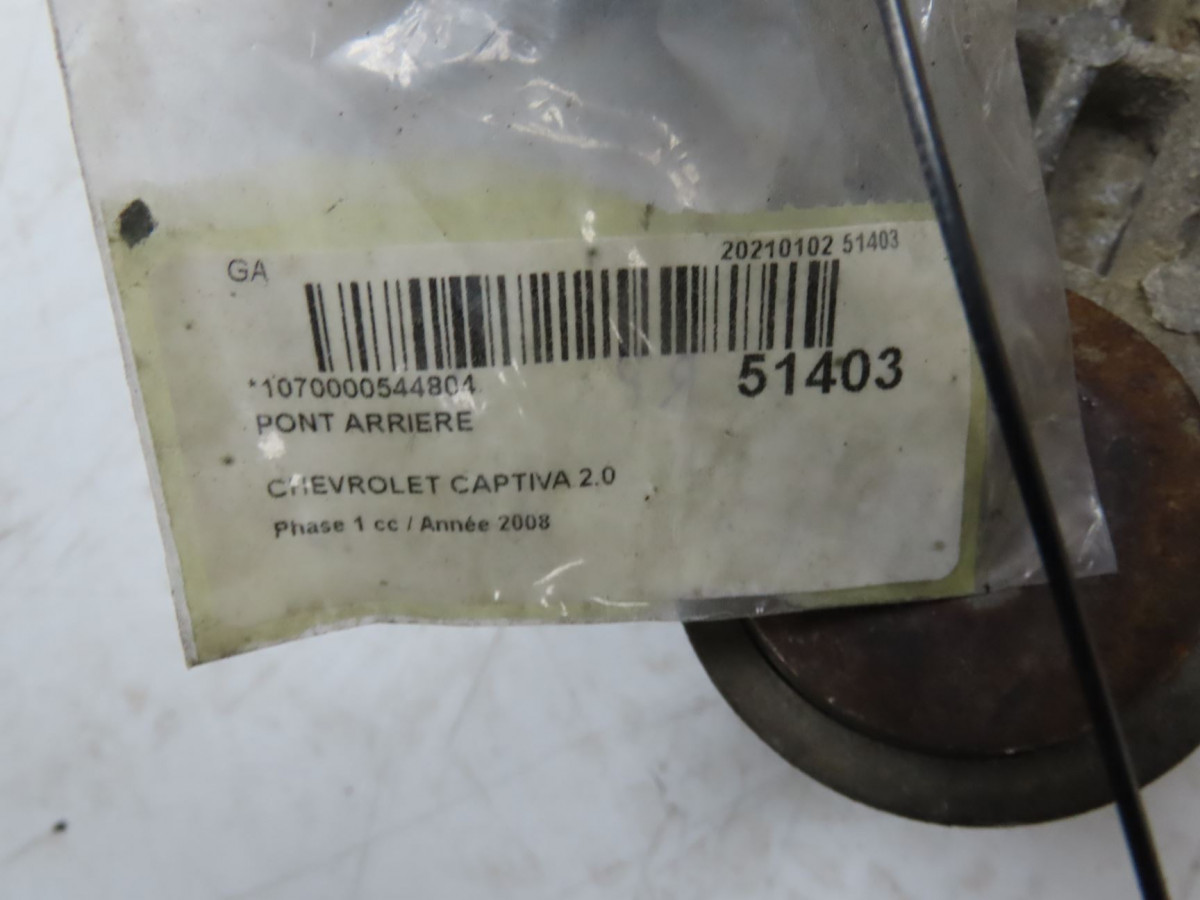 GA 20210102 51403
*1070000544804 51403
PONT ARRIERE
CHEVROLET CAPTIVA 2.0
Phase 1 cc / Année 2008